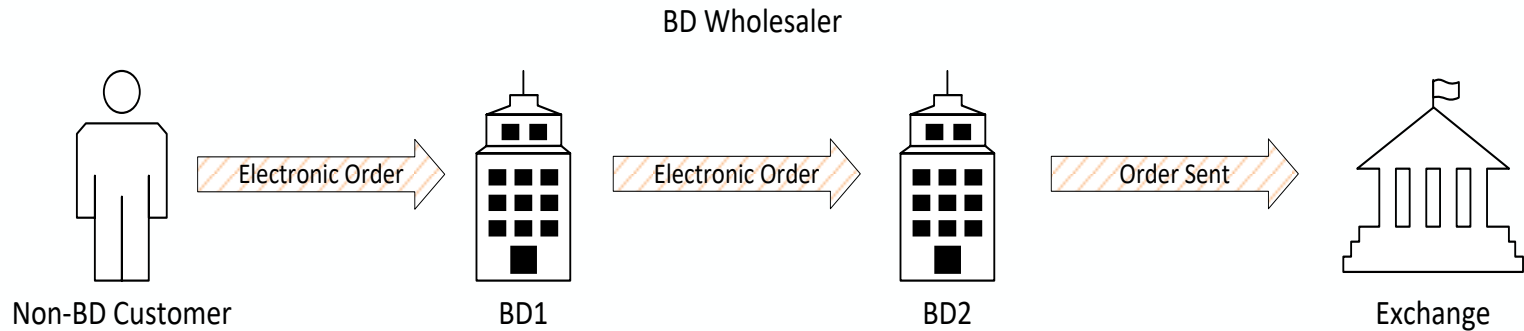 BD Wholesaler
Electronic Order
Electronic Order
Order Sent
Non-BD Customer
BD1
BD2
Exchange